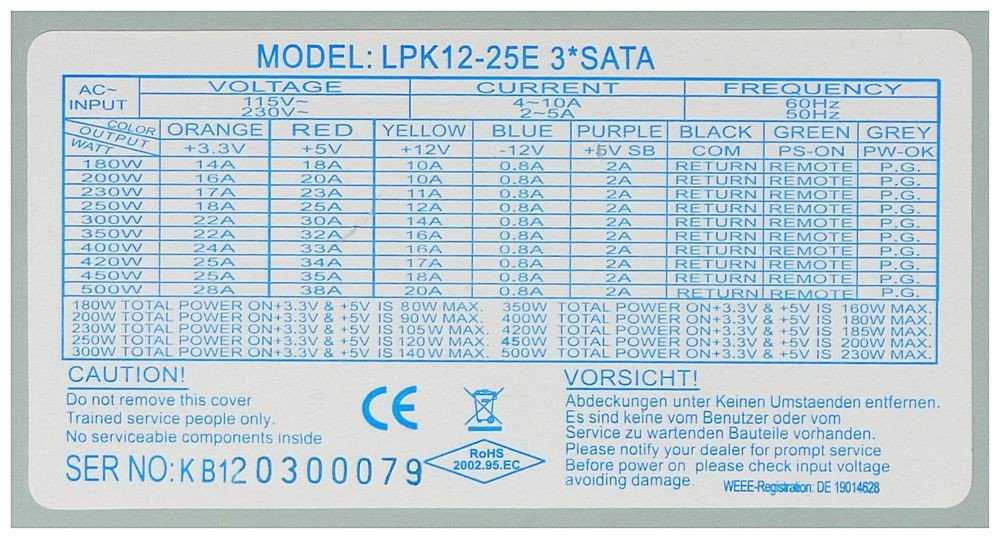 MODEL: LPK12-25E 3*SATA
AC~ INPUT VOLTAGE CURRENT FREQUENCY
115V~ 4~10A 60Hz
230V~ 2~5A 50Hz
COLOR OUTPUT WATT ORANGE RED YELLOW BLUE PURPLE BLACK GREEN GREY
+3.3V +5V +12V -12V +5V SB COM PS-ON PW-OK
180W 14A 18A 10A 0.8A 2A RETURN REMOTE P.G.
200W 16A 20A 10A 0.8A 2A RETURN REMOTE P.G.
230W 17A 23A 11A 0.8A 2A RETURN REMOTE P.G.
250W 18A 25A 12A 0.8A 2A RETURN REMOTE P.G.
300W 22A 30A 14A 0.8A 2A RETURN REMOTE P.G.
350W 22A 32A 16A 0.8A 2A RETURN REMOTE P.G.
400W 24A 33A 16A 0.8A 2A RETURN REMOTE P.G.
420W 25A 34A 17A 0.8A 2A RETURN REMOTE P.G.
450W 25A 35A 18A 0.8A 2A RETURN REMOTE P.G.
500W 28A 38A 20A 0.8A 2A RETURN REMOTE P.G.
180W TOTAL POWER ON+3.3V & +5V IS 80W MAX. 350W TOTAL POWER ON+3.3V & +5V IS 160W MAX.
200W TOTAL POWER ON+3.3V & +5V IS 90W MAX. 400W TOTAL POWER ON+3.3V & +5V IS 180W MAX.
230W TOTAL POWER ON+3.3V & +5V IS 105W MAX. 420W TOTAL POWER ON+3.3V & +5V IS 185W MAX.
250W TOTAL POWER ON+3.3V & +5V IS 120W MAX. 450W TOTAL POWER ON+3.3V & +5V IS 200W MAX.
300W TOTAL POWER ON+3.3V & +5V IS 140W MAX. 500W TOTAL POWER ON+3.3V & +5V IS 230W MAX.
CAUTION!
Do not remove this cover
Trained service people only.
No serviceable components inside
SER NO: KB120300079
CE
RoHS
2002.95.EC
VORSICHT!
Abdeckungen unter Keinen Umstaenden entfernen.
Es sind keine vom Benutzer oder vom
Service zu wartenden Bauteile vorhanden.
Please notify your dealer for prompt service
Before power on please check input voltage
avoiding damage. WEEE-Registration: DE 19014628